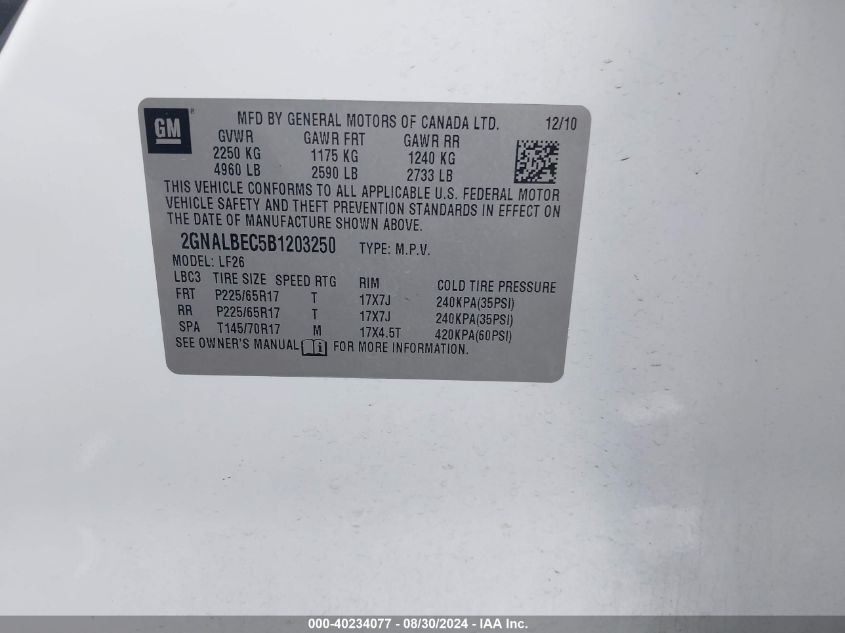 GM ®
MFD BY GENERAL MOTORS OF CANADA LTD. 12/10
GVWR GAWR FRT GAWR RR
2250 KG 1175 KG 1240 KG
4960 LB 2590 LB 2733 LB
THIS VEHICLE CONFORMS TO ALL APPLICABLE U.S. FEDERAL MOTOR
VEHICLE SAFETY AND THEFT PREVENTION STANDARDS IN EFFECT ON
THE DATE OF MANUFACTURE SHOWN ABOVE.
2GNALBEC5B1203250 TYPE: M.P.V.
MODEL: LF26
LBC3 TIRE SIZE SPEED RTG RIM COLD TIRE PRESSURE
FRT P225/65R17 T 17X7J 240KPA(35PSI)
RR P225/65R17 T 17X7J 240KPA(35PSI)
SPA T145/70R17 M 17X4.5T 420KPA(60PSI)
SEE OWNER'S MANUAL FOR MORE INFORMATION.
000-40234077 - 08/30/2024 - IAA Inc.